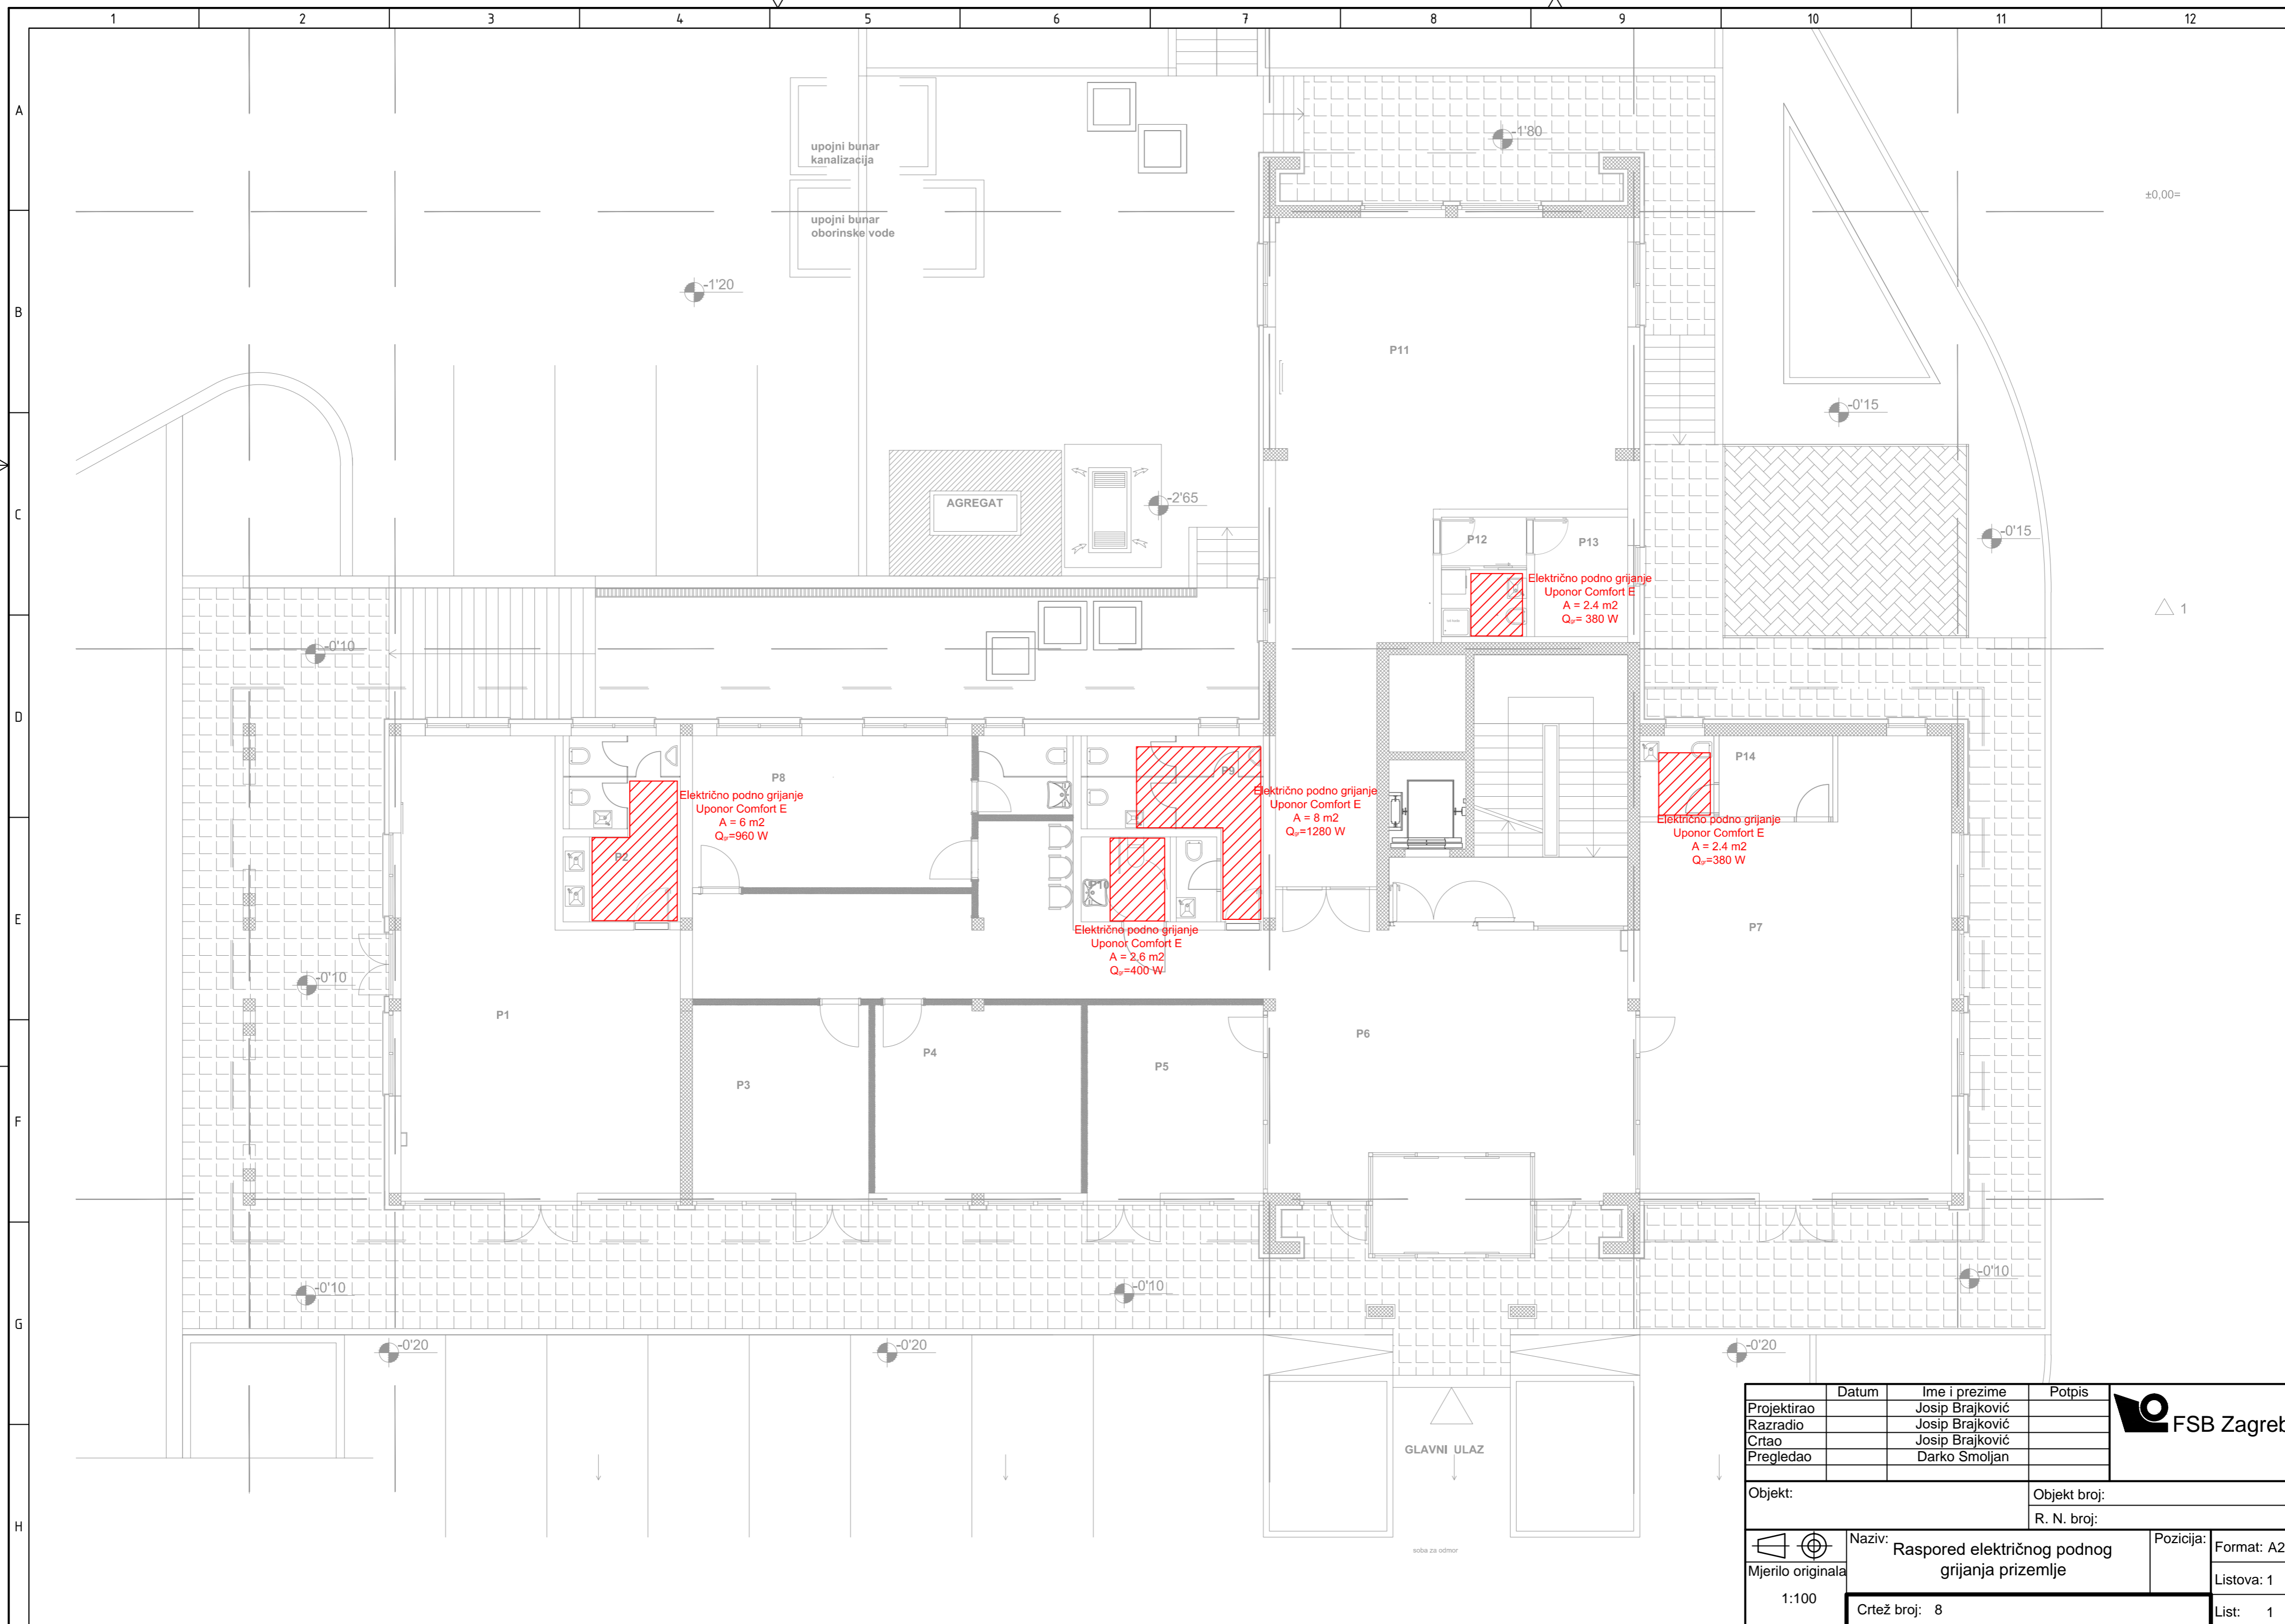 1 2 3 4 5 6 7 8 9 10 11 12
A
B
C
D
E
F
G
H
upojni bunar
kanalizacija
upojni bunar
oborinske vode
-1'80
±0,00=
-1'20
P11
-0'15
AGREGAT
-2'65
-0'15
P12
P13
Električno podno grijanje
Uponor Comfort E
A = 2.4 m2
Qgr= 380 W
1
-0'10
P8
P9
P14
Električno podno grijanje
Uponor Comfort E
A = 6 m2
Qgr=960 W
Električno podno grijanje
Uponor Comfort E
A = 8 m2
Qgr=1280 W
Električno podno grijanje
Uponor Comfort E
A = 2.4 m2
Qgr=380 W
P2
P10
Električno podno grijanje
Uponor Comfort E
A = 2,6 m2
Qgr=400 W
P7
-0'10
P1
P3
P4
P5
P6
-0'10
-0'10
-0'10
-0'20
-0'20
-0'20
GLAVNI ULAZ
soba za odmor
Datum Ime i prezime Potpis
Projektirao Josip Brajković
Razradio Josip Brajković
Crtao Josip Brajković
Pregledao Darko Smoljan
FSB Zagreb
Objekt:
Objekt broj:
R. N. broj:
Naziv:
Raspored električnog podnog
grijanja prizemlje
Pozicija:
Format: A2
Mjerilo originala
1:100
Listova: 1
Crtež broj: 8
List: 1